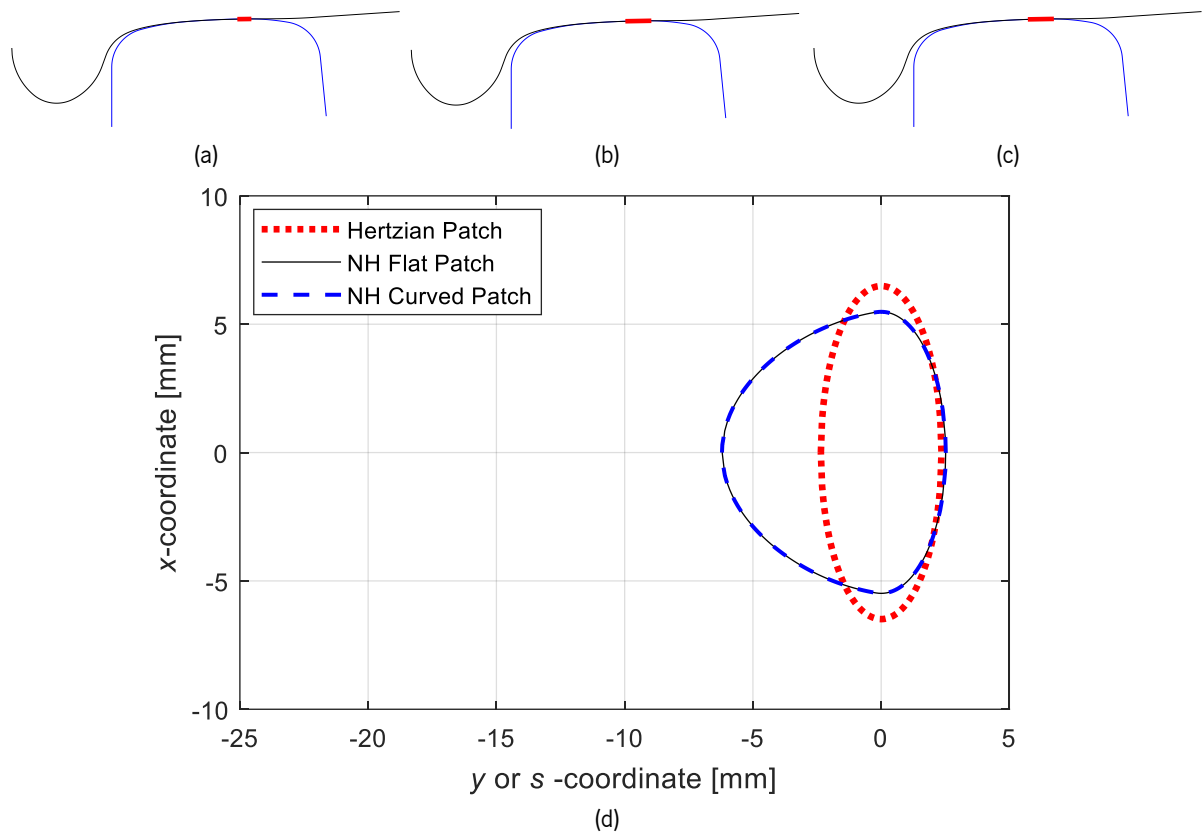 (a)
(b)
(c)
Hertzian Patch
NH Flat Patch
NH Curved Patch
10
5
0
-5
-10
x-coordinate [mm]
-25
-20
-15
-10
-5
0
5
y or s -coordinate [mm]
(d)